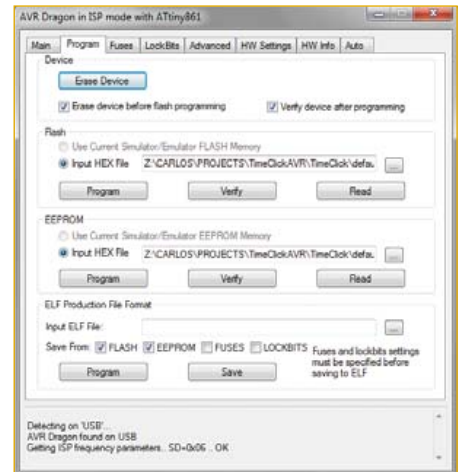 AVR Dragon in ISP mode with ATtiny861
Main Program Fuses LockBits Advanced HW Settings HW Info Auto
Device
Erase Device
Erase device before flash programming Verify device after programming
Flash
Use Current Simulator/Emulator FLASH Memory
Input HEX File Z:\CARLOS\PROJECTS\TimeClickAVR\TimeClick\defau. ...
Program Verify Read
EEPROM
Use Current Simulator/Emulator EEPROM Memory
Input HEX File Z:\CARLOS\PROJECTS\TimeClickAVR\TimeClick\defau. ...
Program Verify Read
ELF Production File Format
Input ELF File: ...
Save From: FLASH EEPROM FUSES LOCKBITS Fuses and lockbits settings
must be specified before
Program Save saving to ELF
Detecting on 'USB'...
AVR Dragon found on USB
Getting ISP frequency parameters.. SD=0x06 .. OK